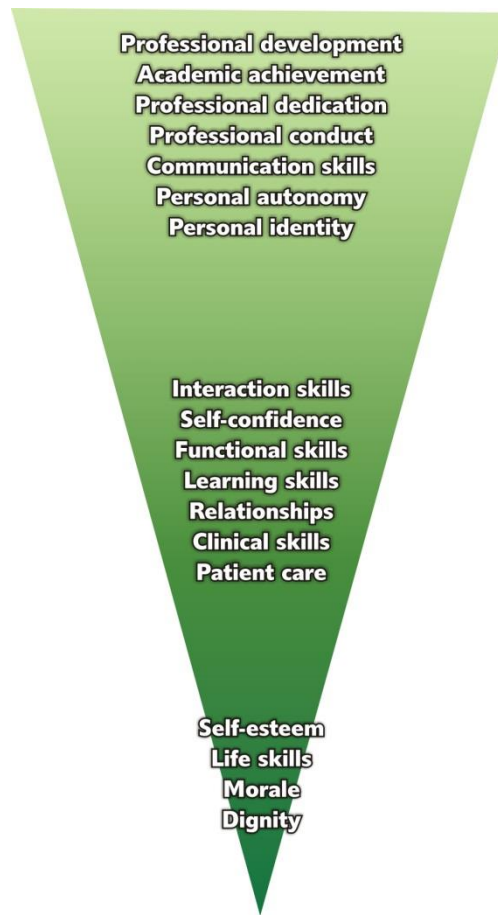 Professional development
Academic achievement
Professional dedication
Professional conduct
Communication skills
Personal autonomy
Personal identity
Interaction skills
Self-confidence
Functional skills
Learning skills
Relationships
Clinical skills
Patient care
Self-esteem
Life skills
Morale
Dignity